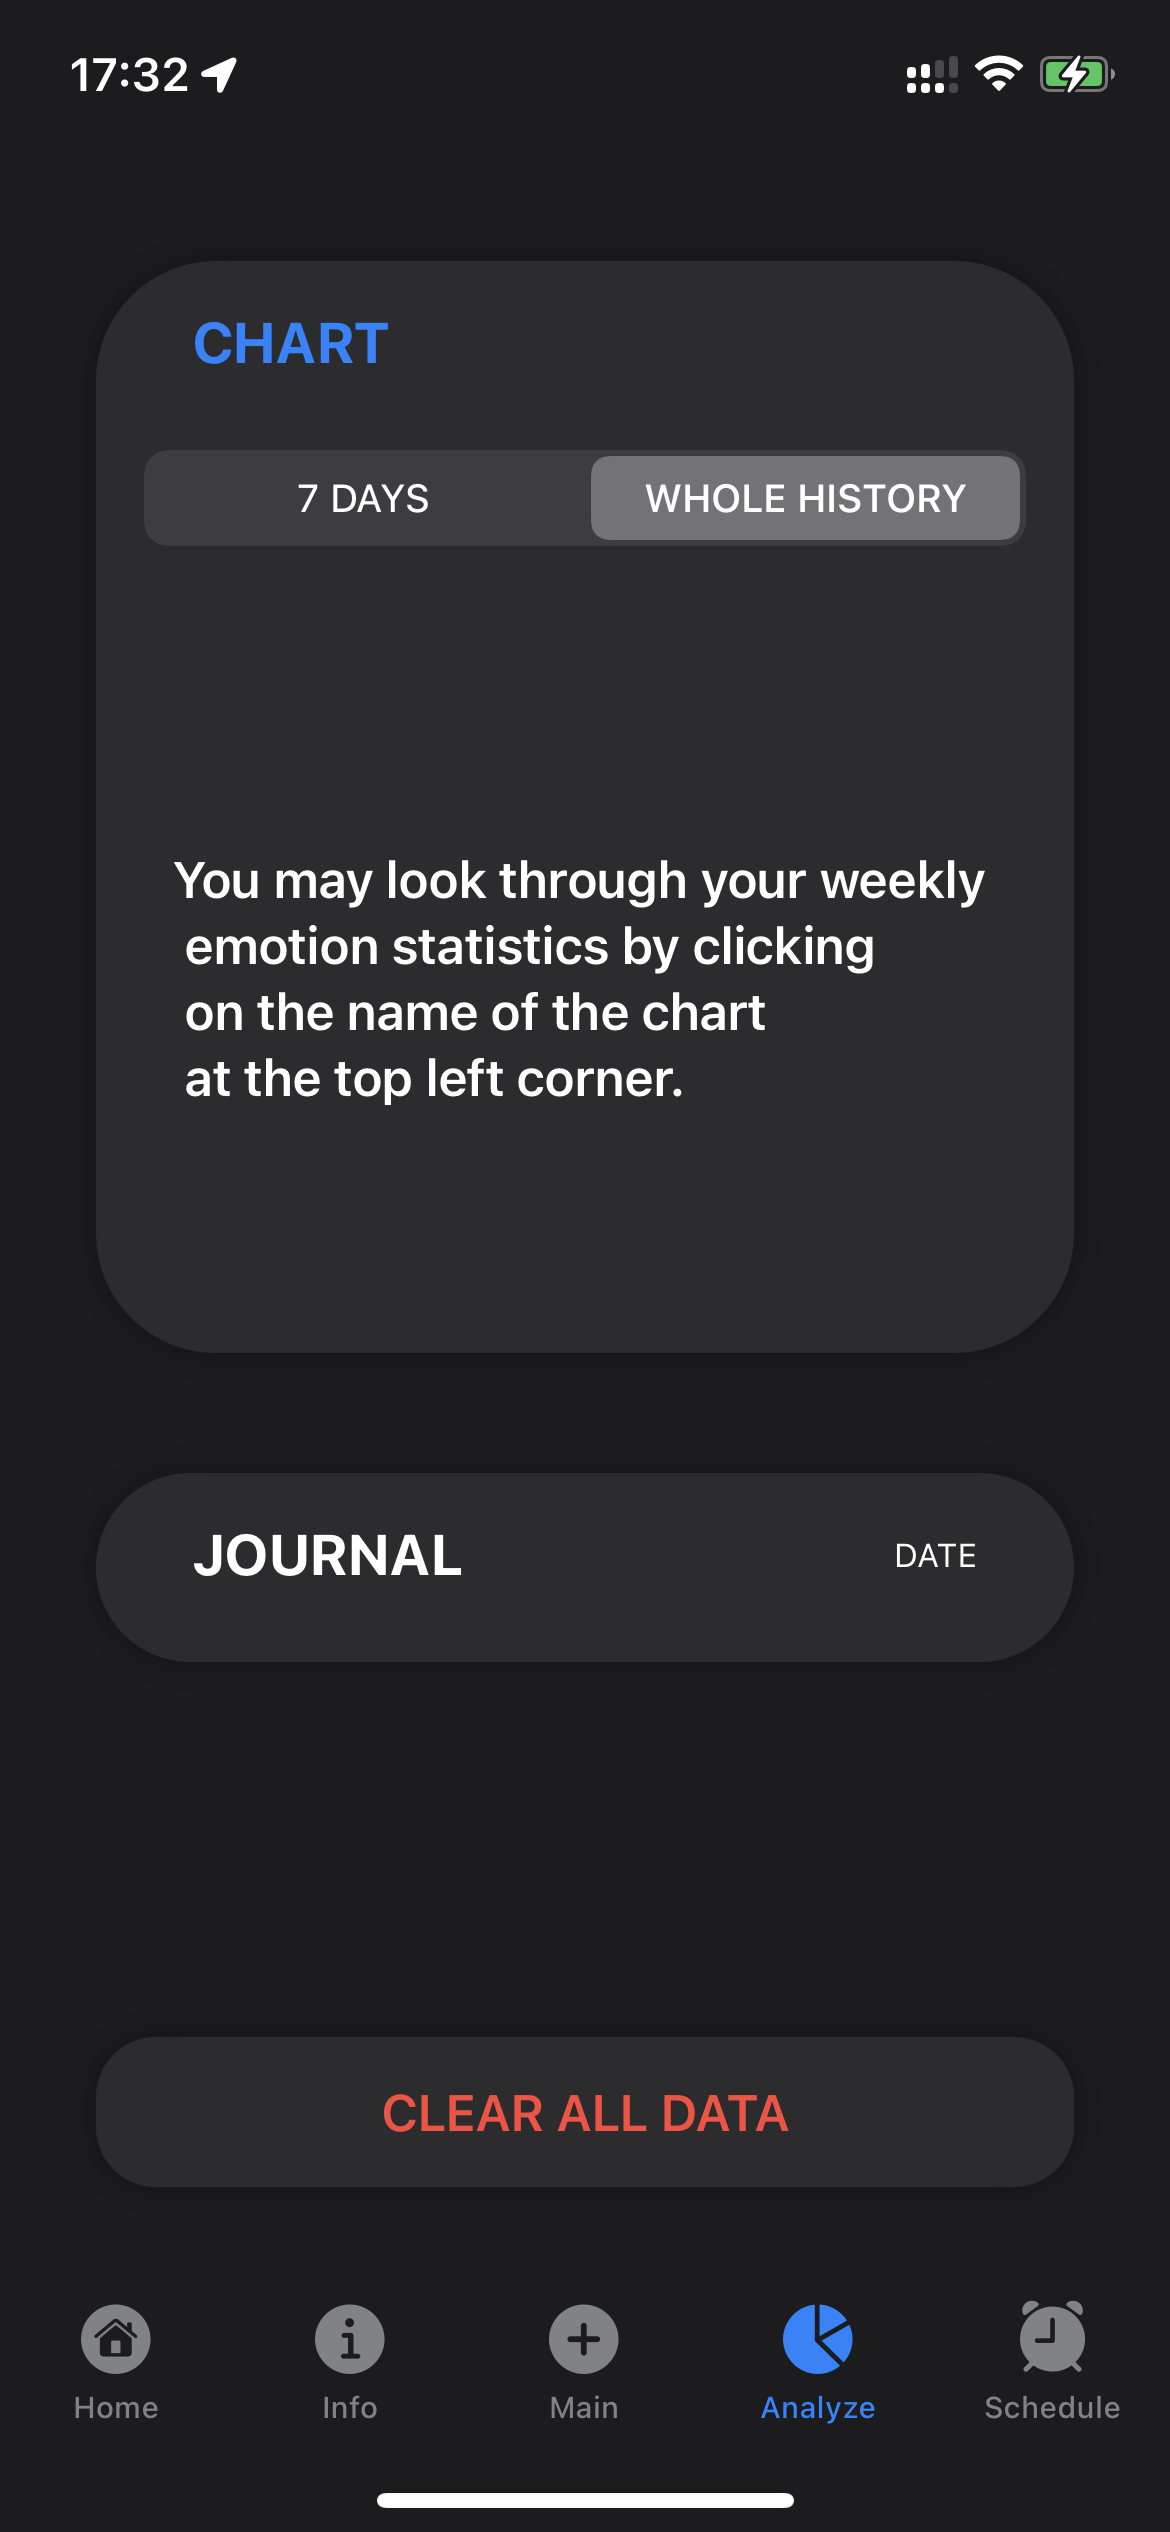 17:32
CHART
7 DAYS
WHOLE HISTORY
You may look through your weekly
emotion statistics by clicking
on the name of the chart
at the top left corner.
JOURNAL
DATE
CLEAR ALL DATA
Home
Info
Main
Analyze
Schedule